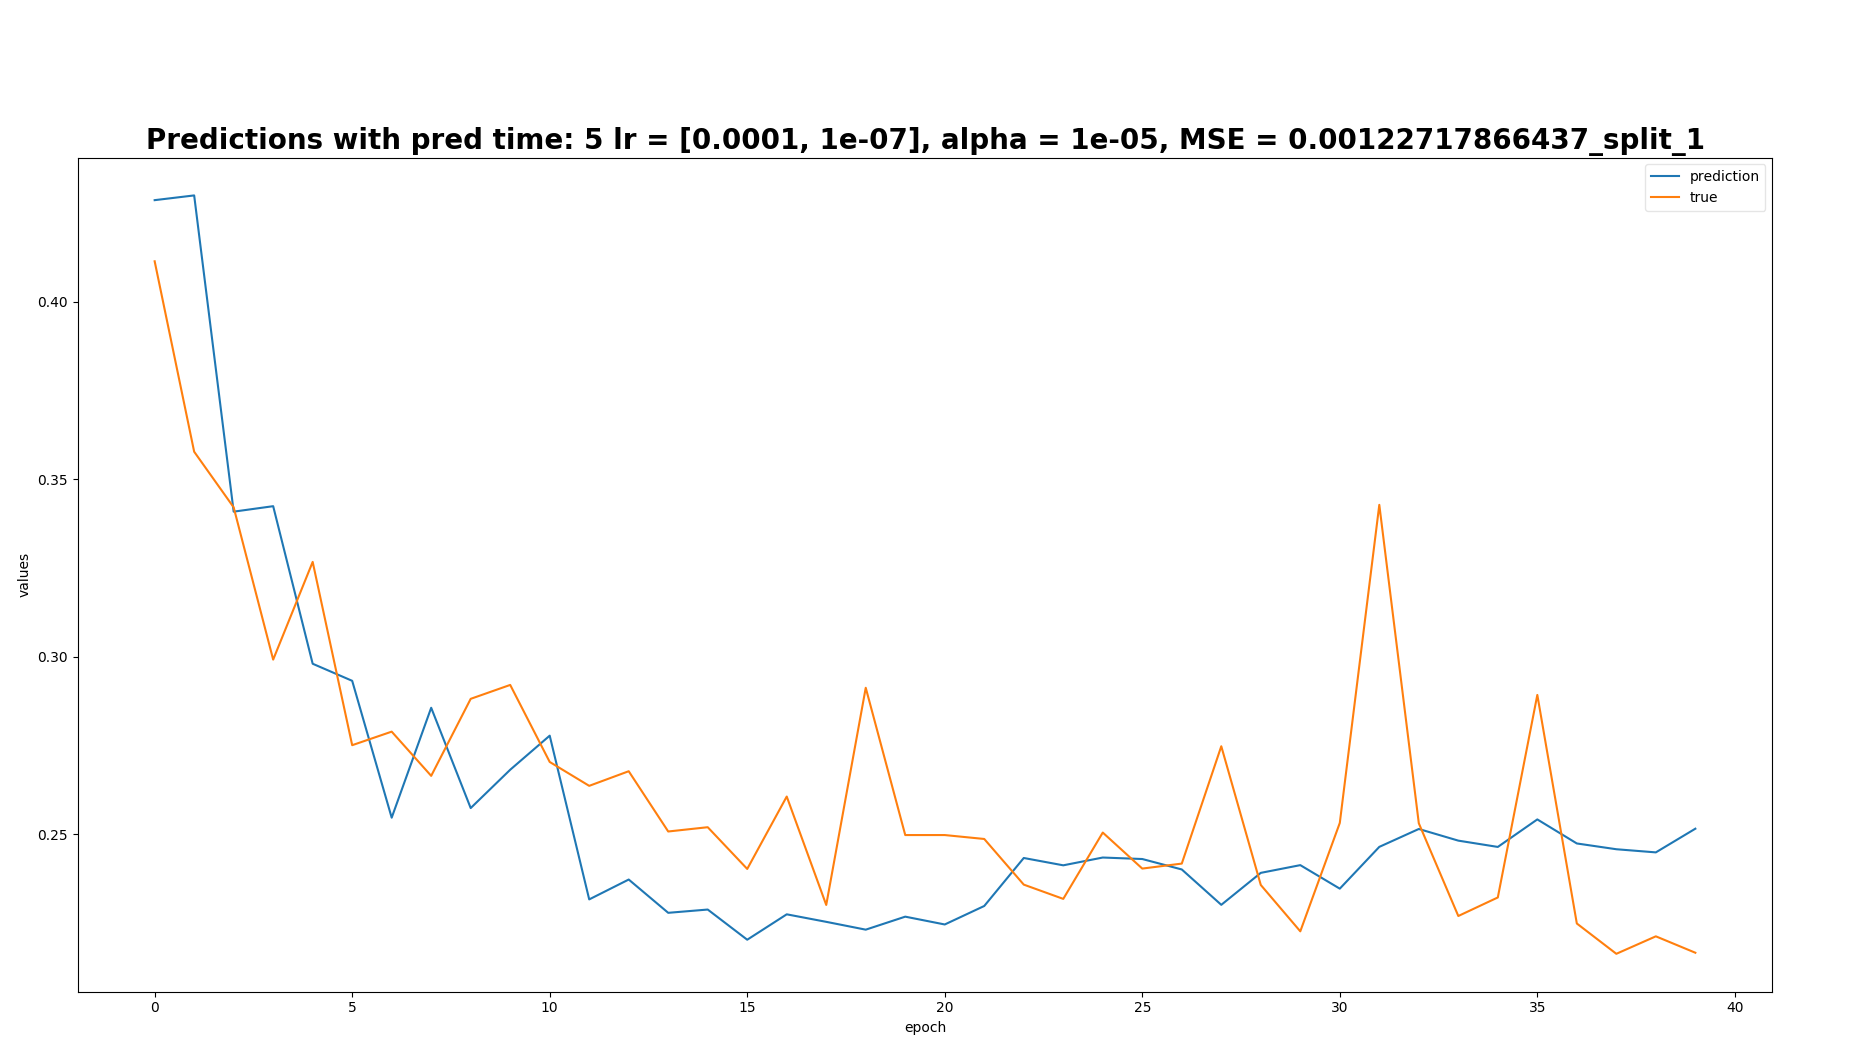 Predictions with pred time: 5 lr = [0.0001, 1e-07], alpha = 1e-05, MSE = 0.00122717866437_split_1
prediction
true
0.40
0.35
0.30
0.25
values
0 5 10 15 20 25 30 35 40
epoch